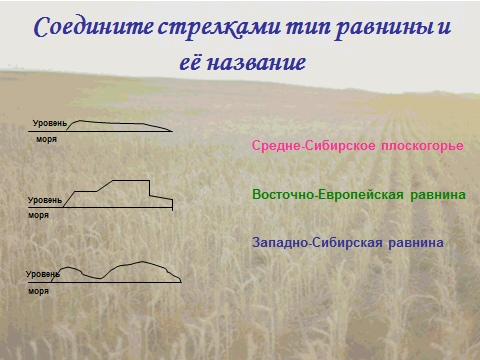 Соедините стрелками тип равнины и
её название
Уровень
моря
Средне-Сибирское плоскогорье
Уровень
моря
Восточно-Европейская равнина
Западно-Сибирская равнина
Уровень
моря